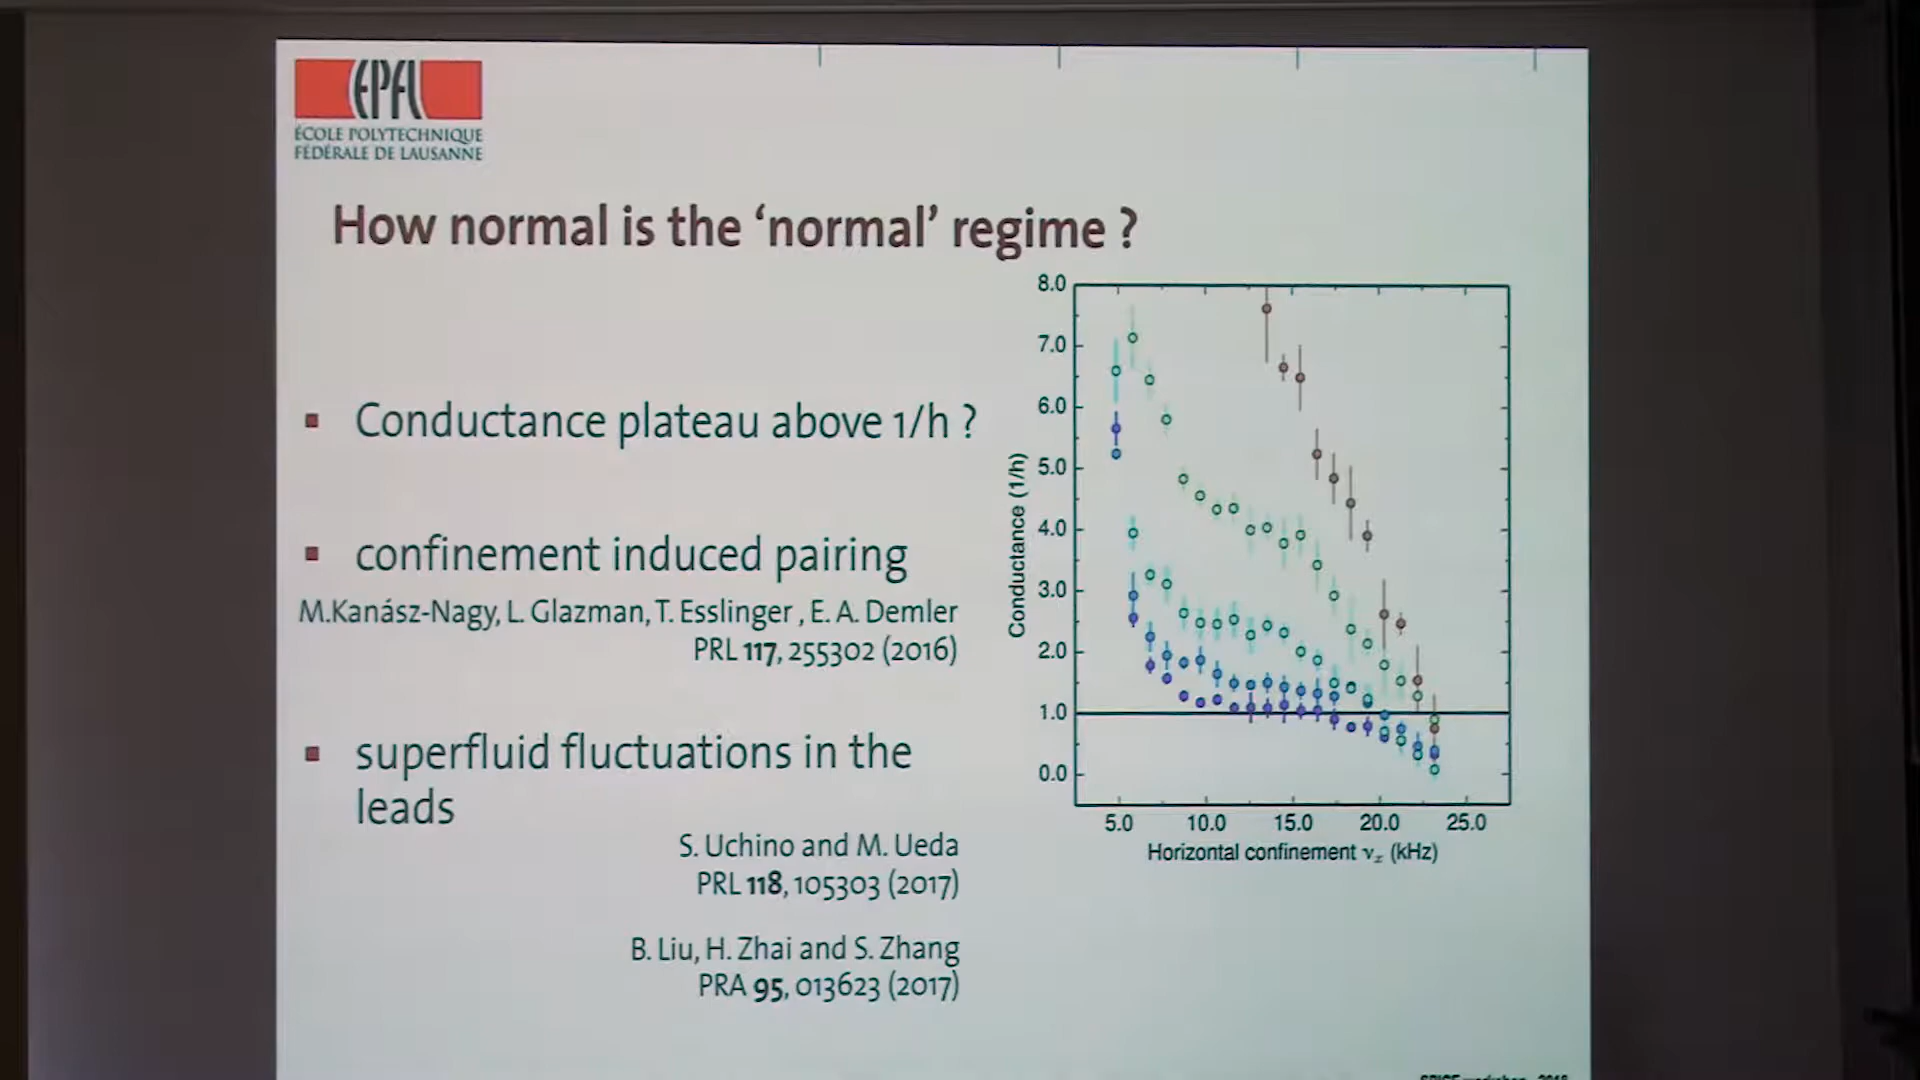 EPFL
ÉCOLE POLYTECHNIQUE
FÉDÉRALE DE LAUSANNE
How normal is the ‘normal’ regime ?
Conductance plateau above 1/h ?
confinement induced pairing
M.Kanász-Nagy, L. Glazman, T. Esslinger , E. A. Demler
PRL 117, 255302 (2016)
superfluid fluctuations in the
leads
S. Uchino and M. Ueda
PRL 118, 105303 (2017)
B. Liu, H. Zhai and S. Zhang
PRA 95, 013623 (2017)
Conductance (1/h)
8.0
7.0
6.0
5.0
4.0
3.0
2.0
1.0
0.0
5.0 10.0 15.0 20.0 25.0
Horizontal confinement νx (kHz)